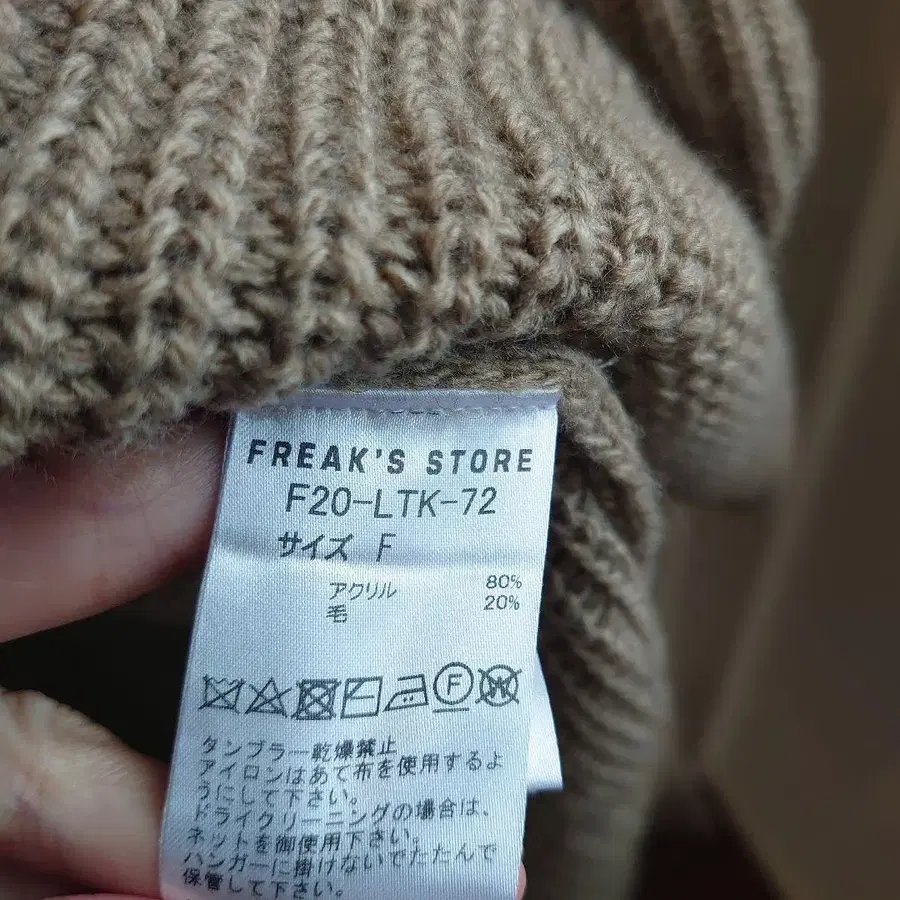 FREAK'S STORE
F20-LTK-72
サイズ F
アクリル 80%
毛 20%
F
W
タンブラー乾燥禁止
アイロンはあて布を使用するよ
うにして下さい。
ドライクリーニングの場合は、
ネットを御使用下さい。
ハンガーに掛けないでたたんで
保管して下さい。